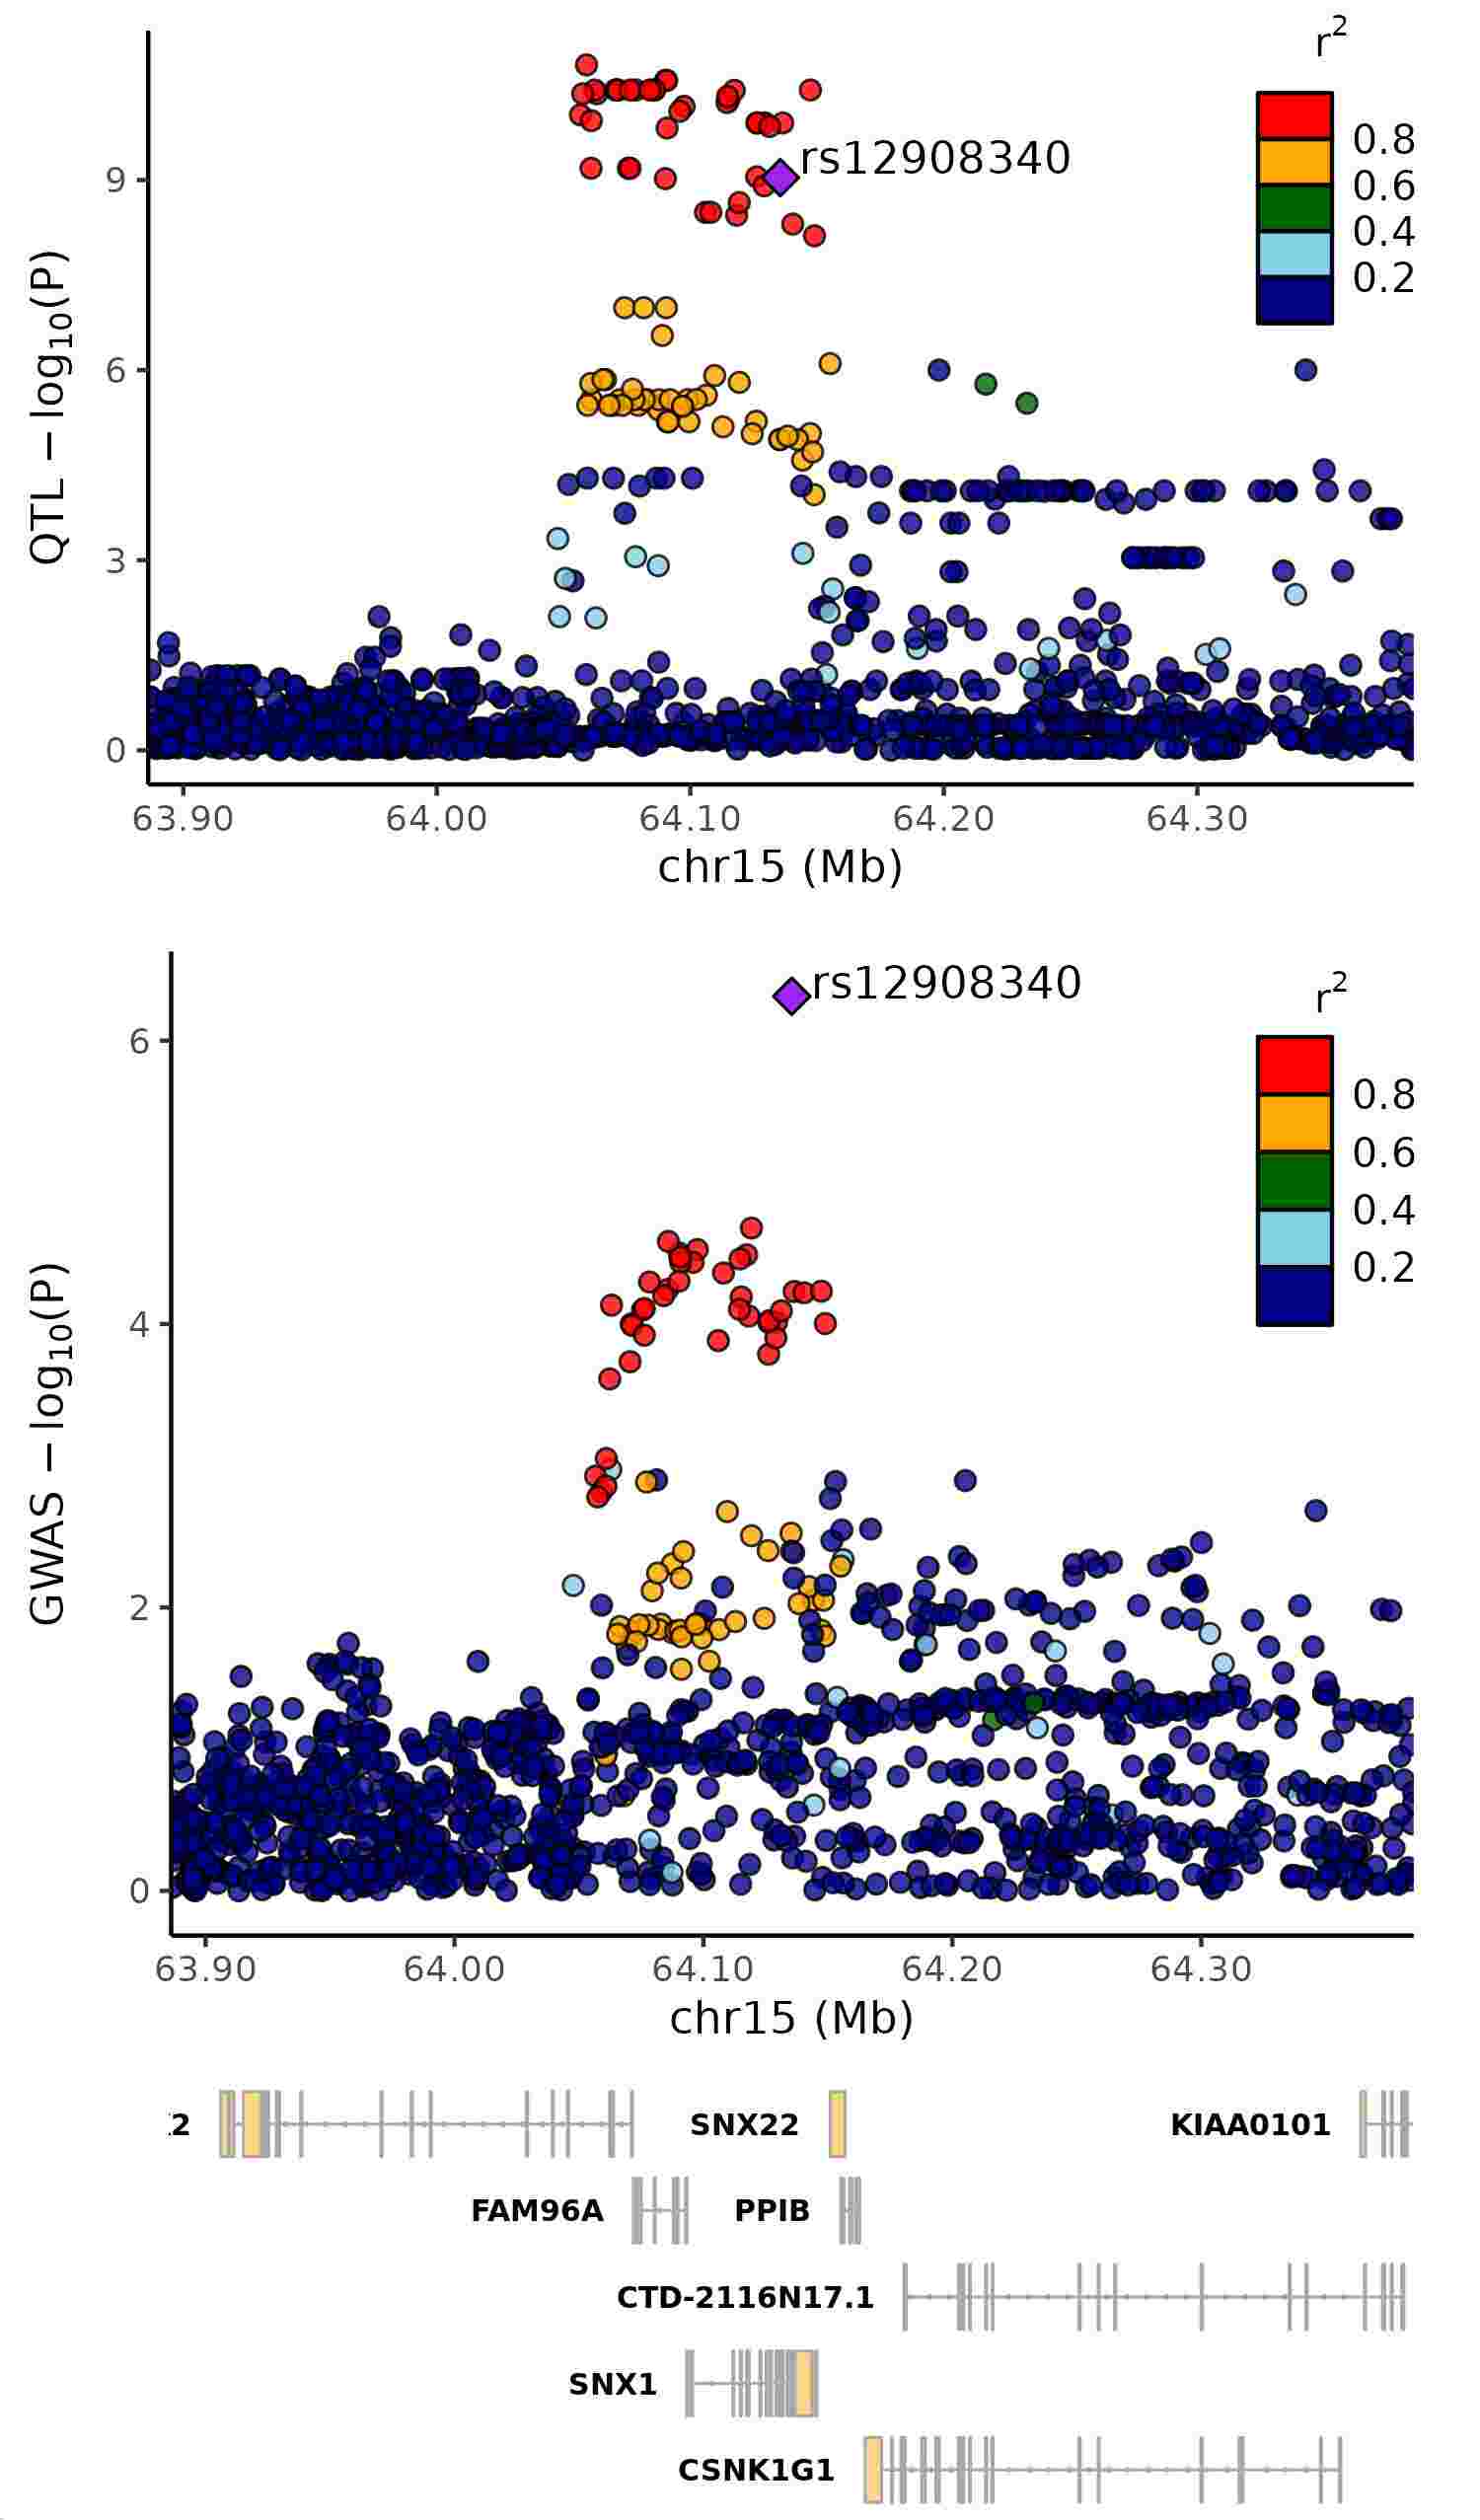 r2
0.8
0.6
0.4
0.2
rs12908340
9
6
3
0
QTL − log10(P)
63.90 64.00 64.10 64.20 64.30
chr15 (Mb)
rs12908340
r2
0.8
0.6
0.4
0.2
6
4
2
0
GWAS − log10(P)
63.90 64.00 64.10 64.20 64.30
chr15 (Mb)
2 SNX22 KIAA0101
FAM96A PPIB
CTD-2116N17.1
SNX1
CSNK1G1